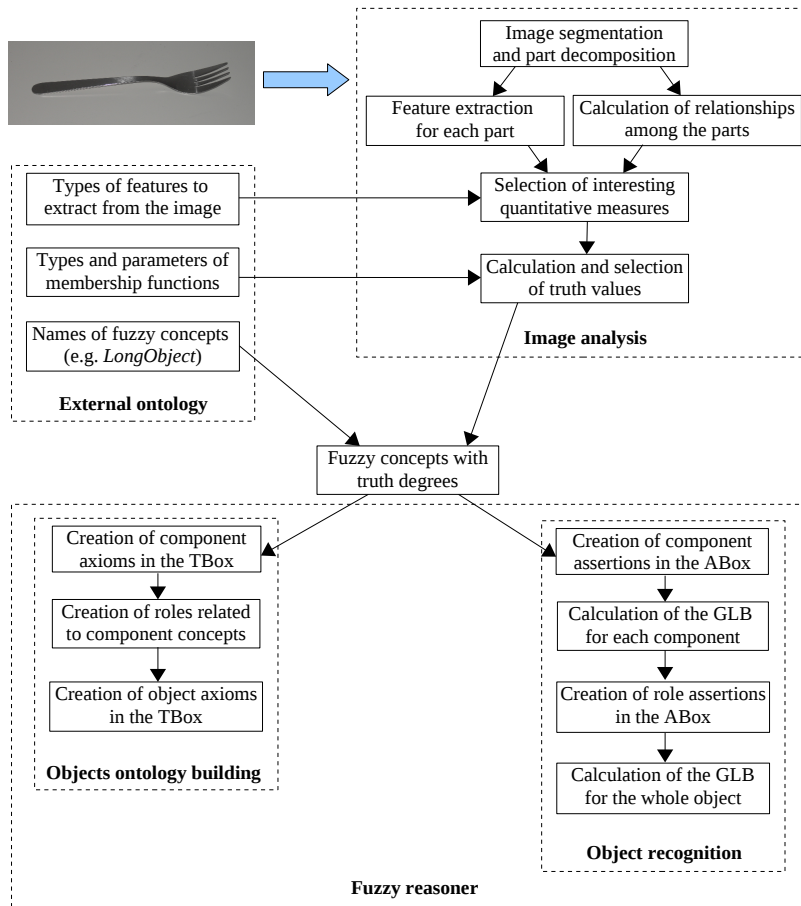 Image segmentation
and part decomposition
Feature extraction
for each part
Calculation of relationships
among the parts
Types of features to
extract from the image
Selection of interesting
quantitative measures
Types and parameters of
membership functions
Calculation and selection
of truth values
Names of fuzzy concepts
(e.g. LongObject)
Image analysis
External ontology
Fuzzy concepts with
truth degrees
Creation of component
axioms in the TBox
Creation of roles related
to component concepts
Creation of object axioms
in the TBox
Objects ontology building
Creation of component
assertions in the ABox
Calculation of the GLB
for each component
Creation of role assertions
in the ABox
Calculation of the GLB
for the whole object
Object recognition
Fuzzy reasoner